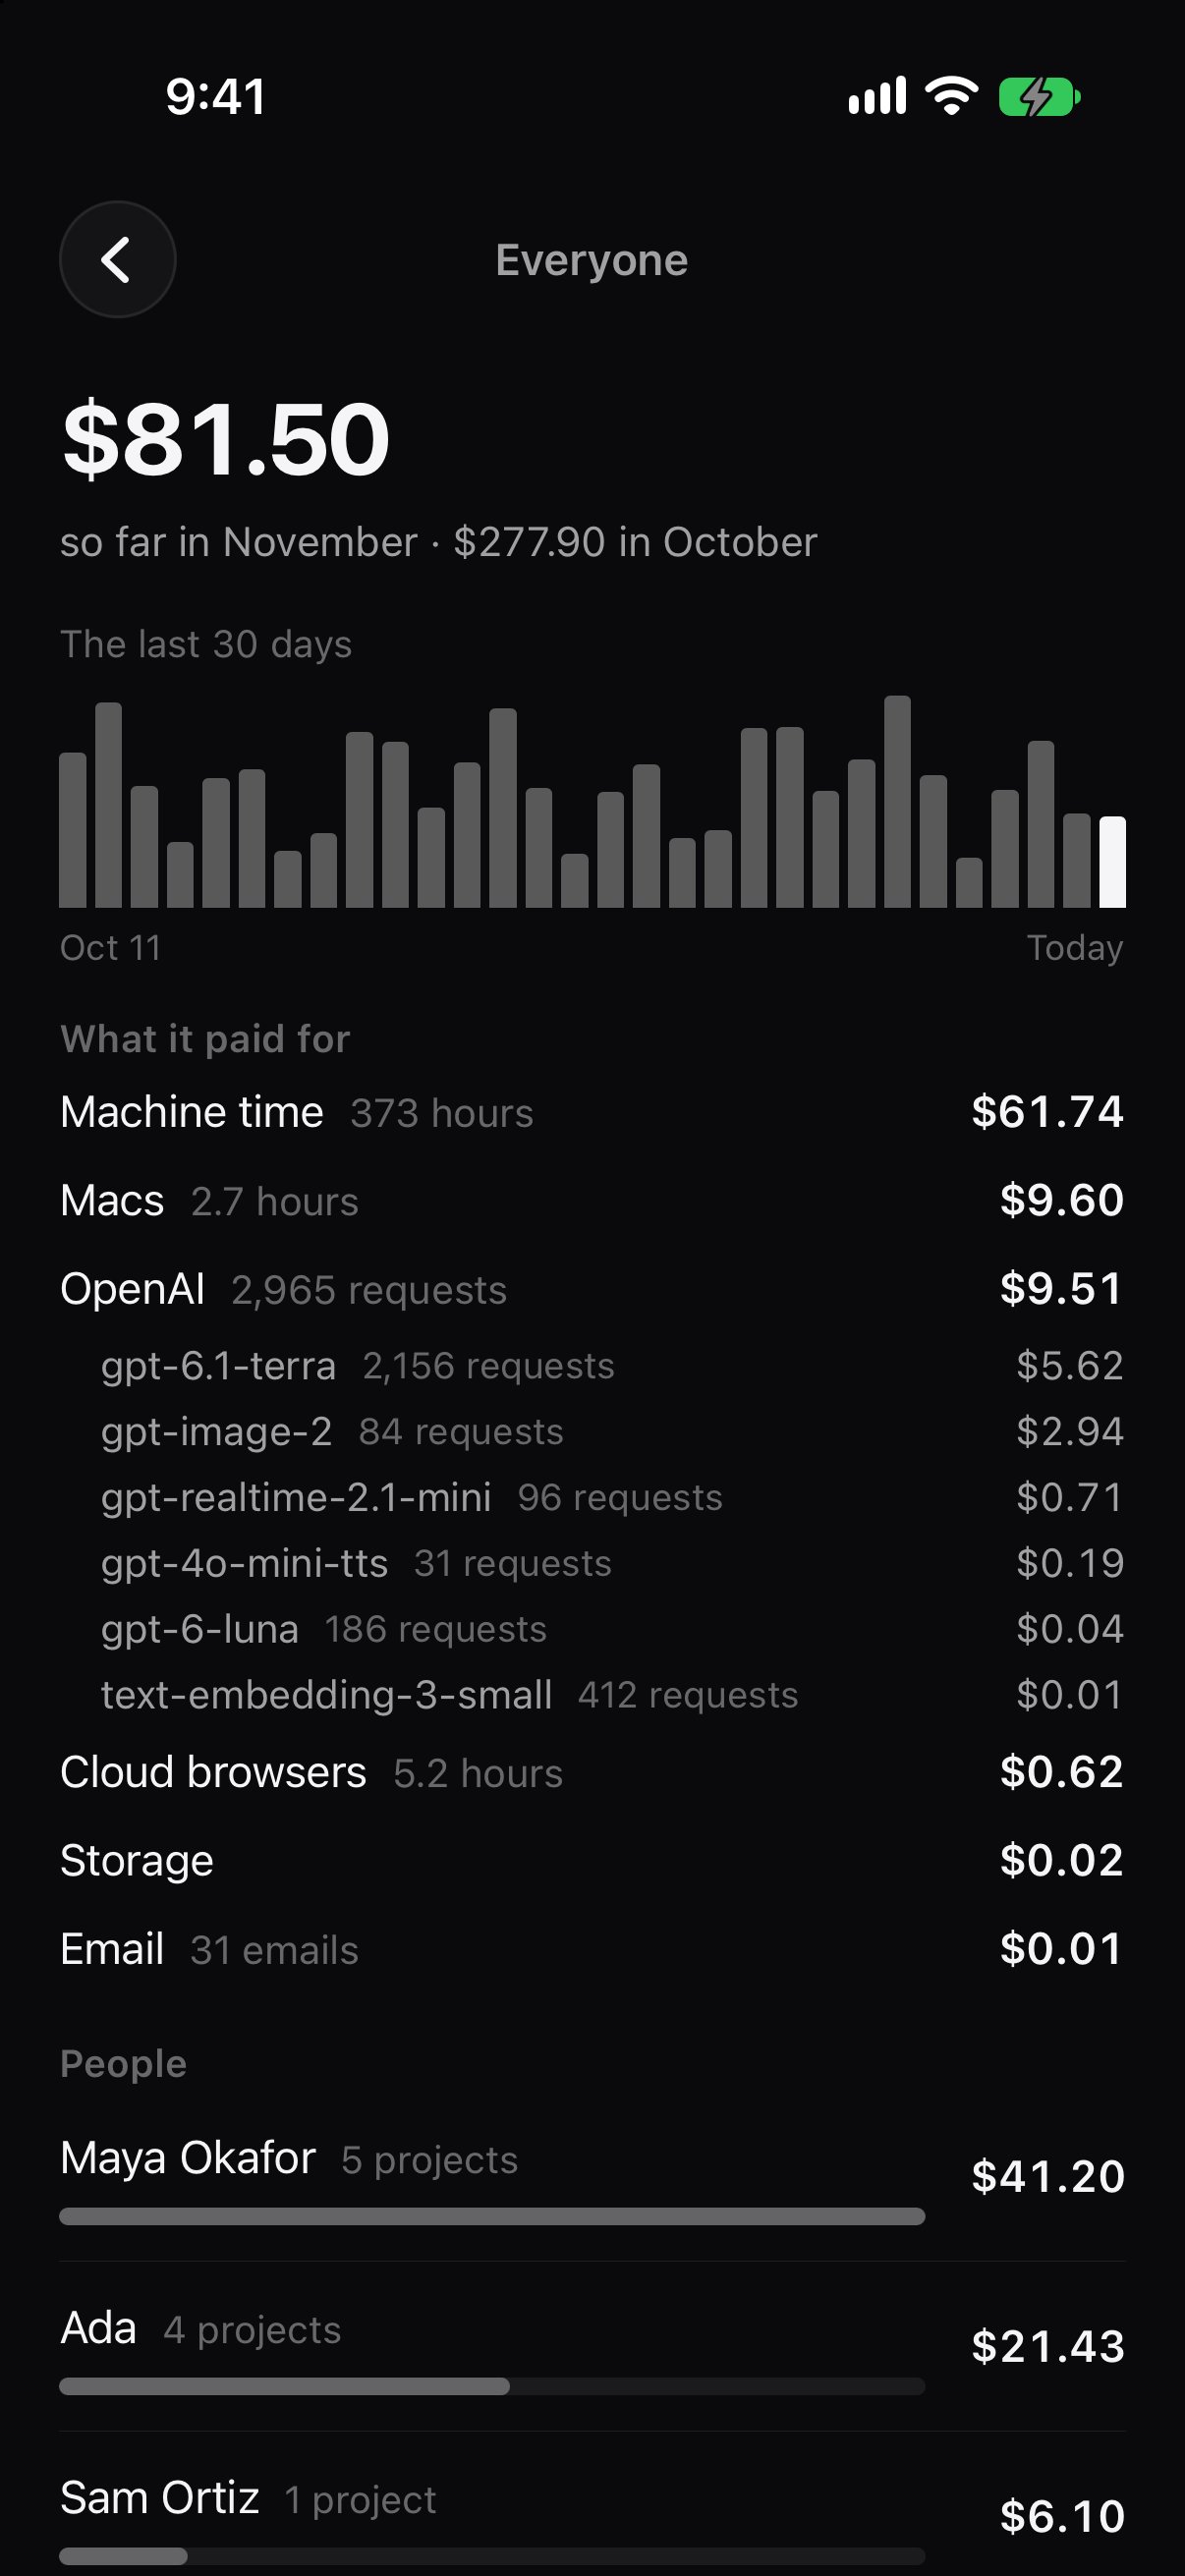 9:41
Everyone
$81.50
so far in November · $277.90 in October
The last 30 days
Oct 11 Today
What it paid for
Machine time 373 hours $61.74
Macs 2.7 hours $9.60
OpenAI 2,965 requests $9.51
gpt-6.1-terra 2,156 requests $5.62
gpt-image-2 84 requests $2.94
gpt-realtime-2.1-mini 96 requests $0.71
gpt-4o-mini-tts 31 requests $0.19
gpt-6-luna 186 requests $0.04
text-embedding-3-small 412 requests $0.01
Cloud browsers 5.2 hours $0.62
Storage $0.02
Email 31 emails $0.01
People
Maya Okafor 5 projects $41.20
Ada 4 projects $21.43
Sam Ortiz 1 project $6.10